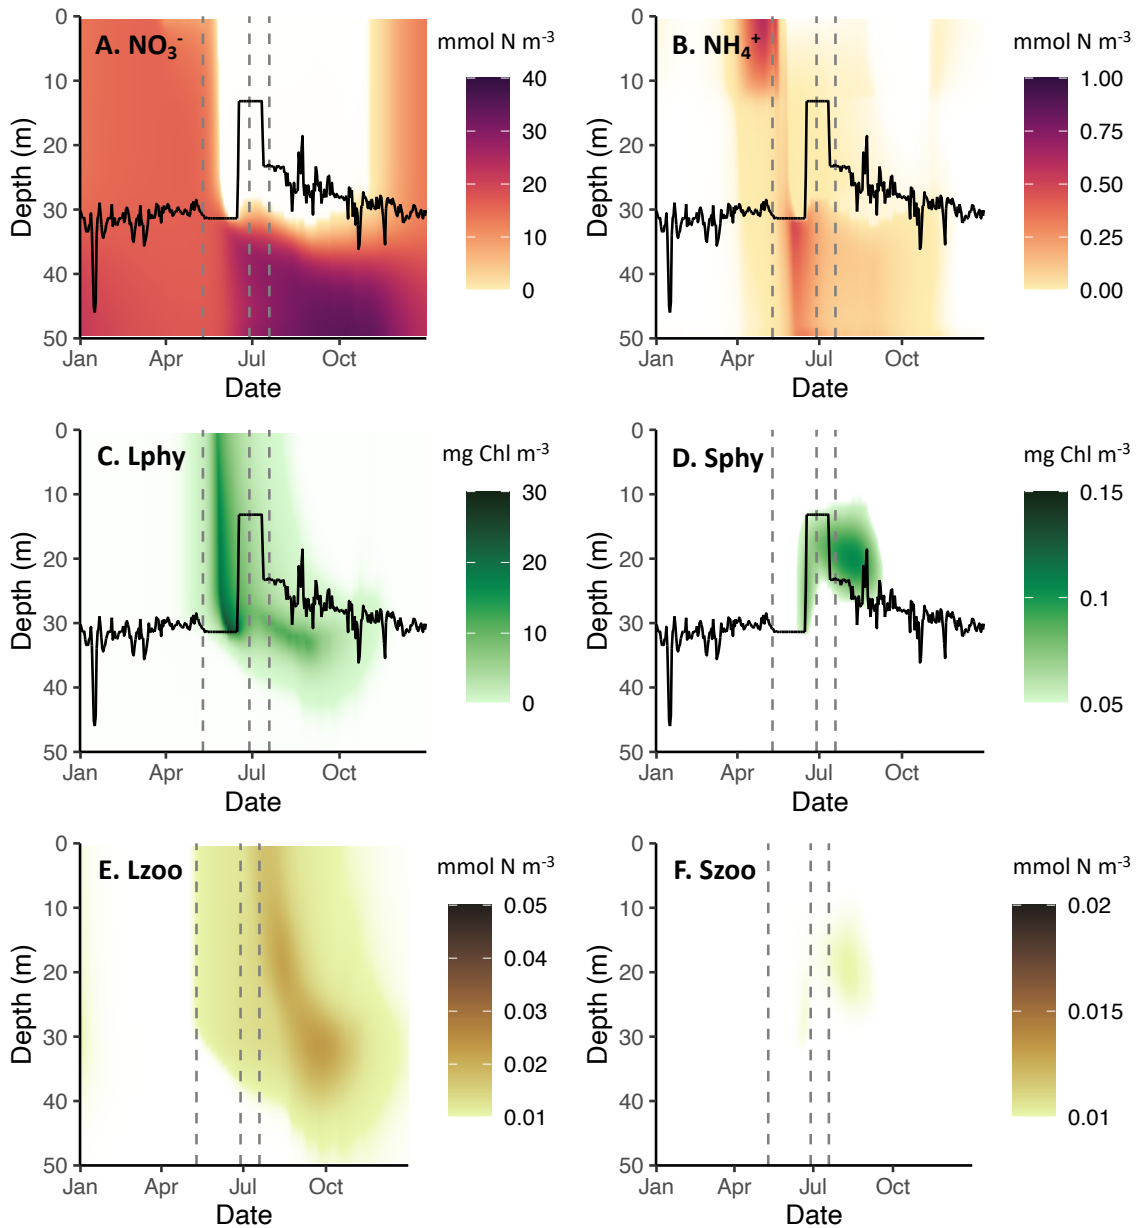 A. NO₃⁻
mmol N m⁻³
0
10
20
30
40
50
Depth (m)
Jan
Apr
Jul
Oct
Date
40
30
20
10
0
B. NH₄⁺
mmol N m⁻³
0
10
20
30
40
50
Depth (m)
Jan
Apr
Jul
Oct
Date
1.00
0.75
0.50
0.25
0.00
C. Lphy
mg Chl m⁻³
0
10
20
30
40
50
Depth (m)
Jan
Apr
Jul
Oct
Date
30
20
10
0
D. Sphy
mg Chl m⁻³
0
10
20
30
40
50
Depth (m)
Jan
Apr
Jul
Oct
Date
0.15
0.1
0.05
E. Lzoo
mmol N m⁻³
0
10
20
30
40
50
Depth (m)
Jan
Apr
Jul
Oct
Date
0.05
0.04
0.03
0.02
0.01
F. Szoo
mmol N m⁻³
0
10
20
30
40
50
Depth (m)
Jan
Apr
Jul
Oct
Date
0.02
0.015
0.01